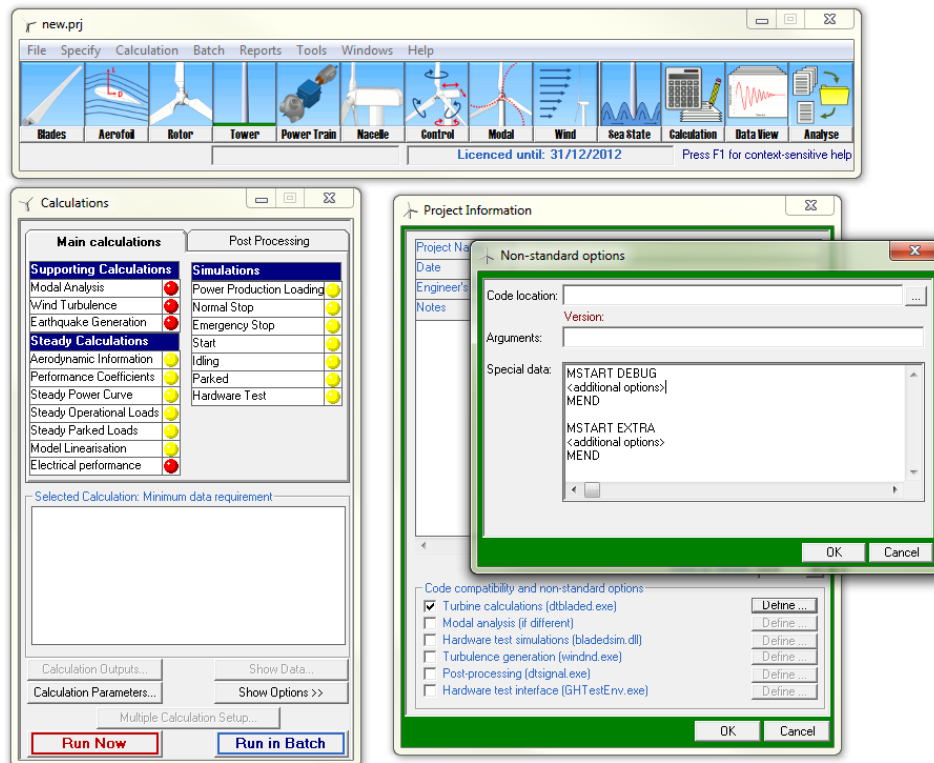 new.prj
File Specify Calculation Batch Reports Tools Windows Help
Blades Aerofoil Rotor Tower Power Train Nacelle Control Modal Wind Sea State Calculation Data View Analyse
Licenced until: 31/12/2012 Press F1 for context-sensitive help
Calculations
Main calculations Post Processing
Supporting Calculations
Modal Analysis
Wind Turbulence
Earthquake Generation
Steady Calculations
Aerodynamic Information
Performance Coefficients
Steady Power Curve
Steady Operational Loads
Steady Parked Loads
Model Linearisation
Electrical performance
Simulations
Power Production Loading
Normal Stop
Emergency Stop
Start
Idling
Parked
Hardware Test
Selected Calculation: Minimum data requirement
Calculation Outputs... Show Data...
Calculation Parameters... Show Options >>
Multiple Calculation Setup...
Run Now Run in Batch
Project Information
Project Na
Date
Engineer's
Notes
Non-standard options
Code location: ...
Version:
Arguments:
Special data:
MSTART DEBUG
<additional options>
MEND
MSTART EXTRA
<additional options>
MEND
OK Cancel
Code compatibility and non-standard options
Turbine calculations (dtbladed.exe) Define ...
Modal analysis (if different) Define ...
Hardware test simulations (bladedsim.dll) Define ...
Turbulence generation (windnd.exe) Define ...
Post-processing (dtsignal.exe) Define ...
Hardware test interface (GHTestEnv.exe) Define ...
OK Cancel